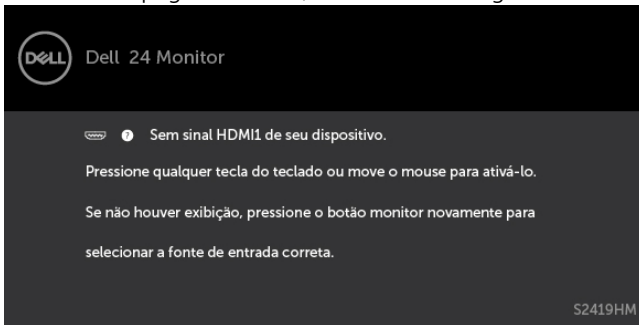 DELL
Dell 24 Monitor
? Sem sinal HDMI1 de seu dispositivo.
Pressione qualquer tecla do teclado ou move o mouse para ativá-lo.
Se não houver exibição, pressione o botão monitor novamente para
selecionar a fonte de entrada correta.
S2419HM